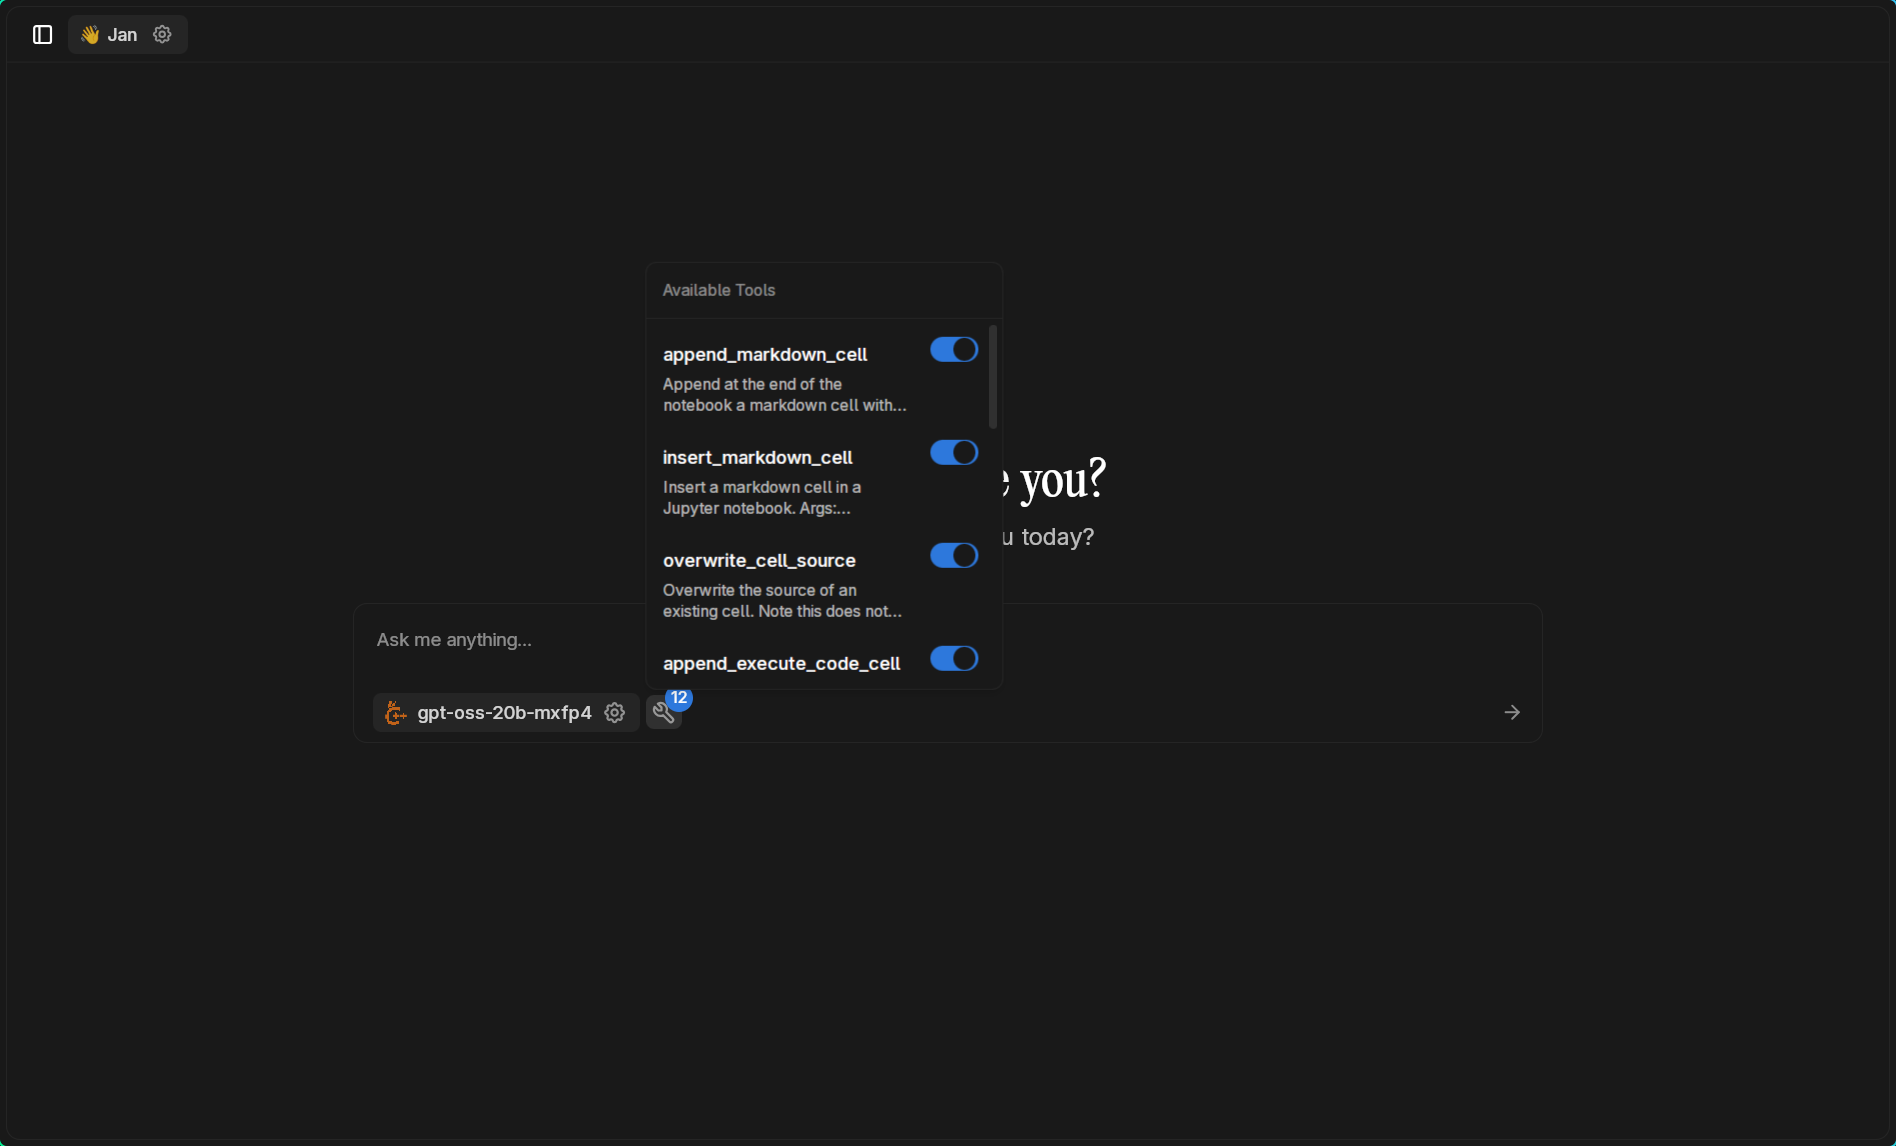 Jan
Available Tools
append_markdown_cell
Append at the end of the
notebook a markdown cell with...
insert_markdown_cell
Insert a markdown cell in a
Jupyter notebook. Args:...
you?
overwrite_cell_source
today?
Overwrite the source of an
existing cell. Note this does not...
append_execute_code_cell
Ask me anything...
gpt-oss-20b-mxfp4
12